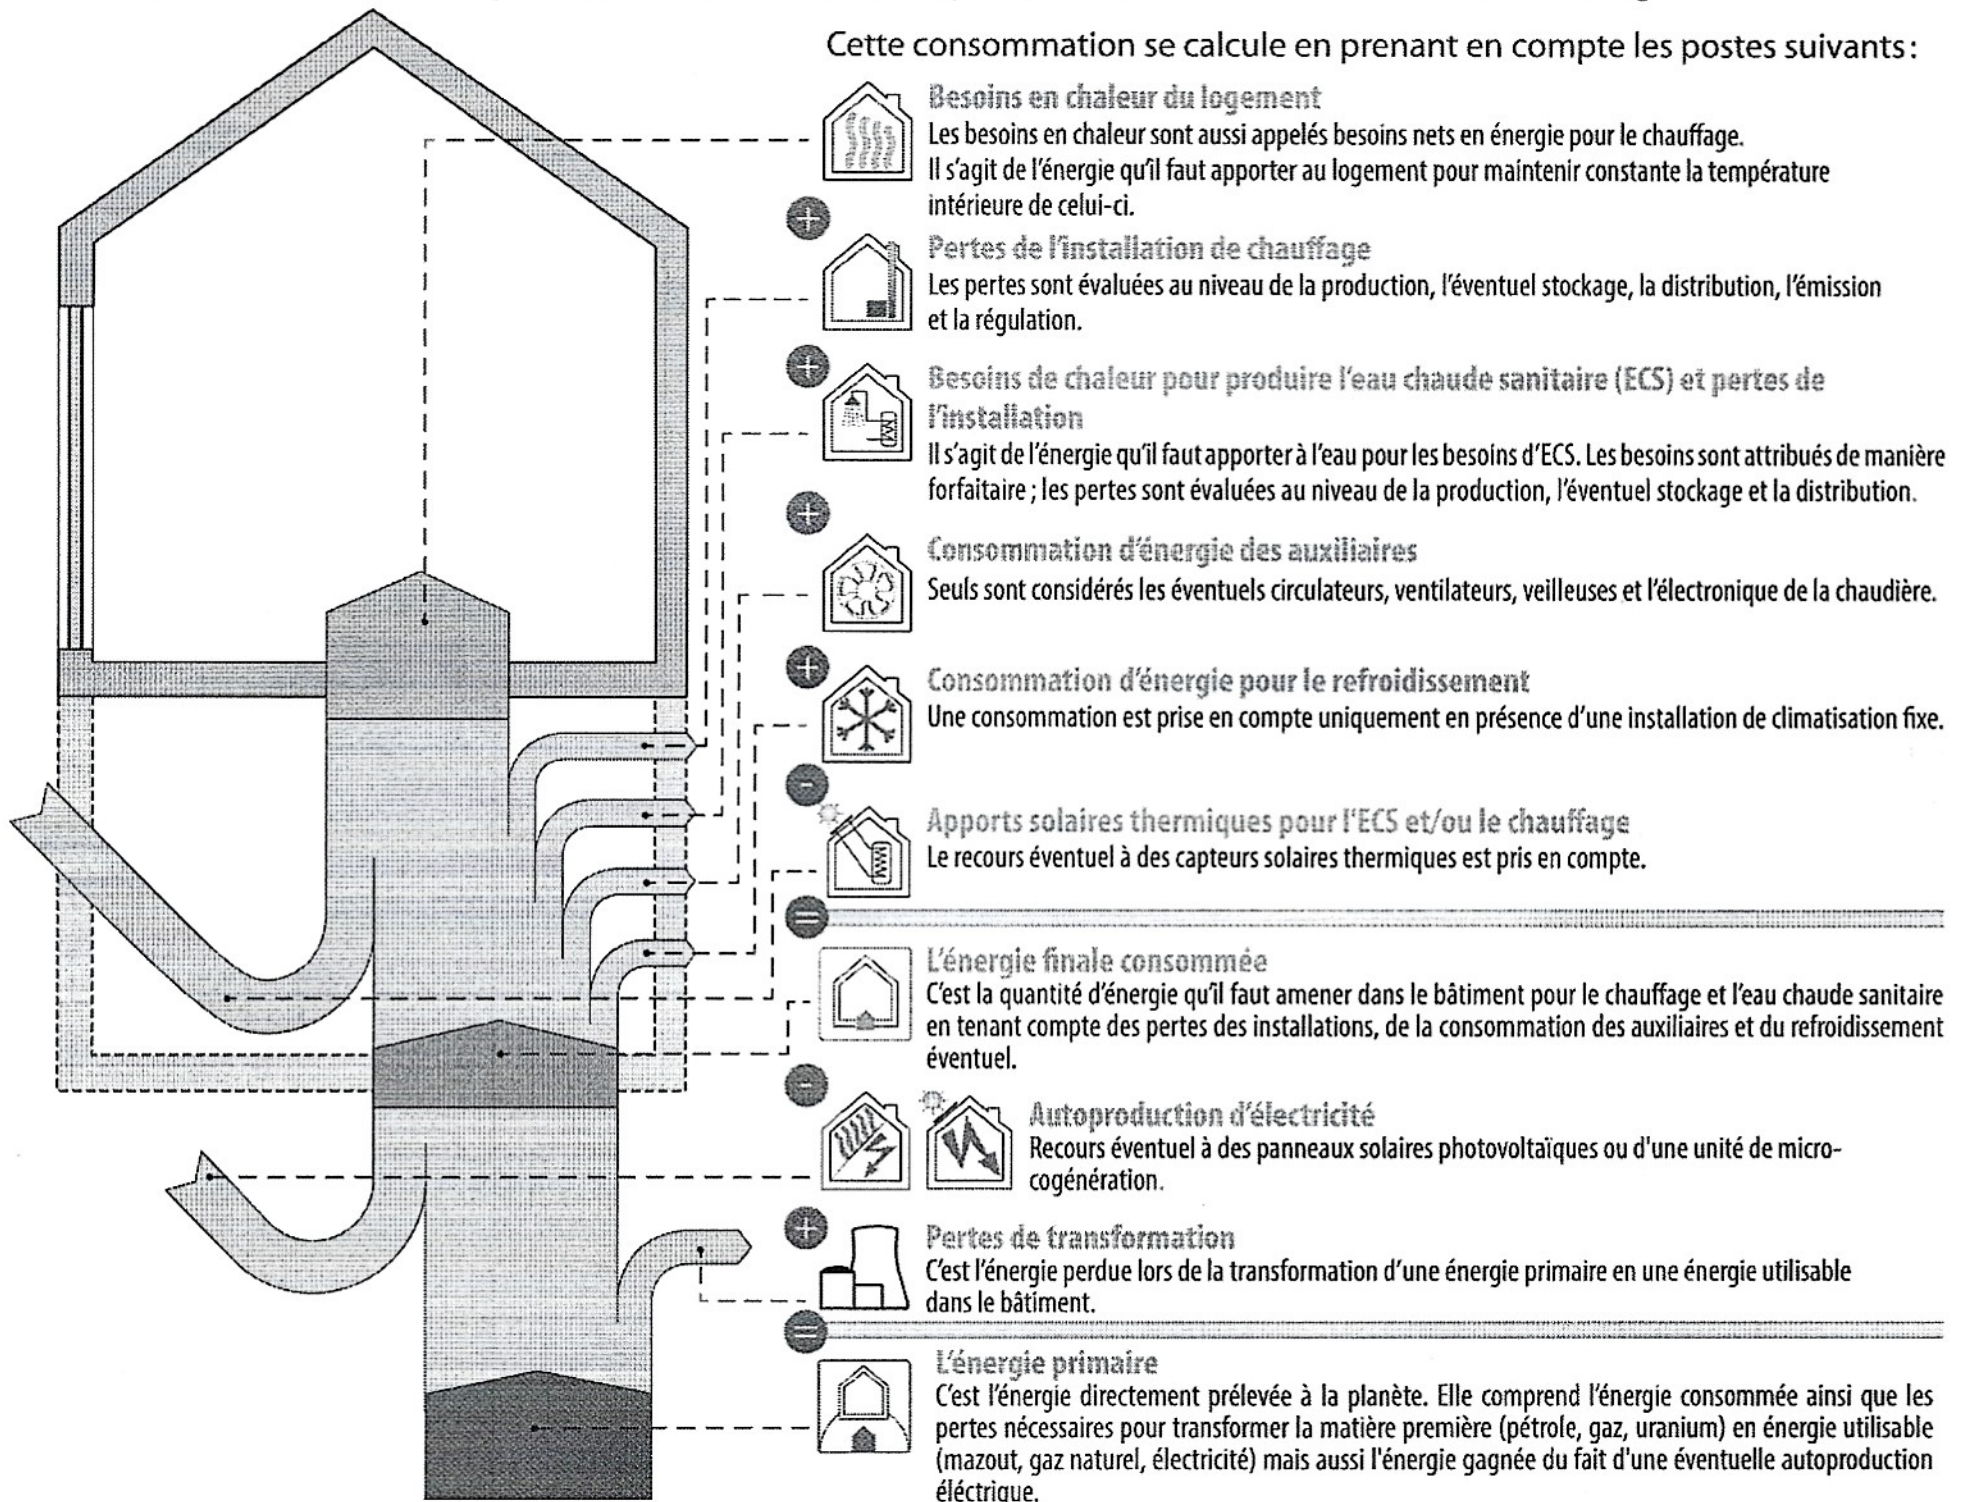 Cette consommation se calcule en prenant en compte les postes suivants :
Besoins en chaleur du logement
Les besoins en chaleur sont aussi appelés besoins nets en énergie pour le chauffage.
Il s'agit de l'énergie qu'il faut apporter au logement pour maintenir constante la température
intérieure de celui-ci.
+
Pertes de l'installation de chauffage
Les pertes sont évaluées au niveau de la production, l'éventuel stockage, la distribution, l'émission
et la régulation.
+
Besoins de chaleur pour produire l'eau chaude sanitaire (ECS) et pertes de
l'installation
Il s'agit de l'énergie qu'il faut apporter à l'eau pour les besoins d'ECS. Les besoins sont attribués de manière
forfaitaire ; les pertes sont évaluées au niveau de la production, l'éventuel stockage et la distribution.
+
Consommation d'énergie des auxiliaires
Seuls sont considérés les éventuels circulateurs, ventilateurs, veilleuses et l'électronique de la chaudière.
+
Consommation d'énergie pour le refroidissement
Une consommation est prise en compte uniquement en présence d'une installation de climatisation fixe.
-
Apports solaires thermiques pour l'ECS et/ou le chauffage
Le recours éventuel à des capteurs solaires thermiques est pris en compte.
=
L'énergie finale consommée
C'est la quantité d'énergie qu'il faut amener dans le bâtiment pour le chauffage et l'eau chaude sanitaire
en tenant compte des pertes des installations, de la consommation des auxiliaires et du refroidissement
éventuel.
-
Autoproduction d'électricité
Recours éventuel à des panneaux solaires photovoltaïques ou d'une unité de micro-
cogénération.
+
Pertes de transformation
C'est l'énergie perdue lors de la transformation d'une énergie primaire en une énergie utilisable
dans le bâtiment.
=
L'énergie primaire
C'est l'énergie directement prélevée à la planète. Elle comprend l'énergie consommée ainsi que les
pertes nécessaires pour transformer la matière première (pétrole, gaz, uranium) en énergie utilisable
(mazout, gaz naturel, électricité) mais aussi l'énergie gagnée du fait d'une éventuelle autoproduction
éléctrique.